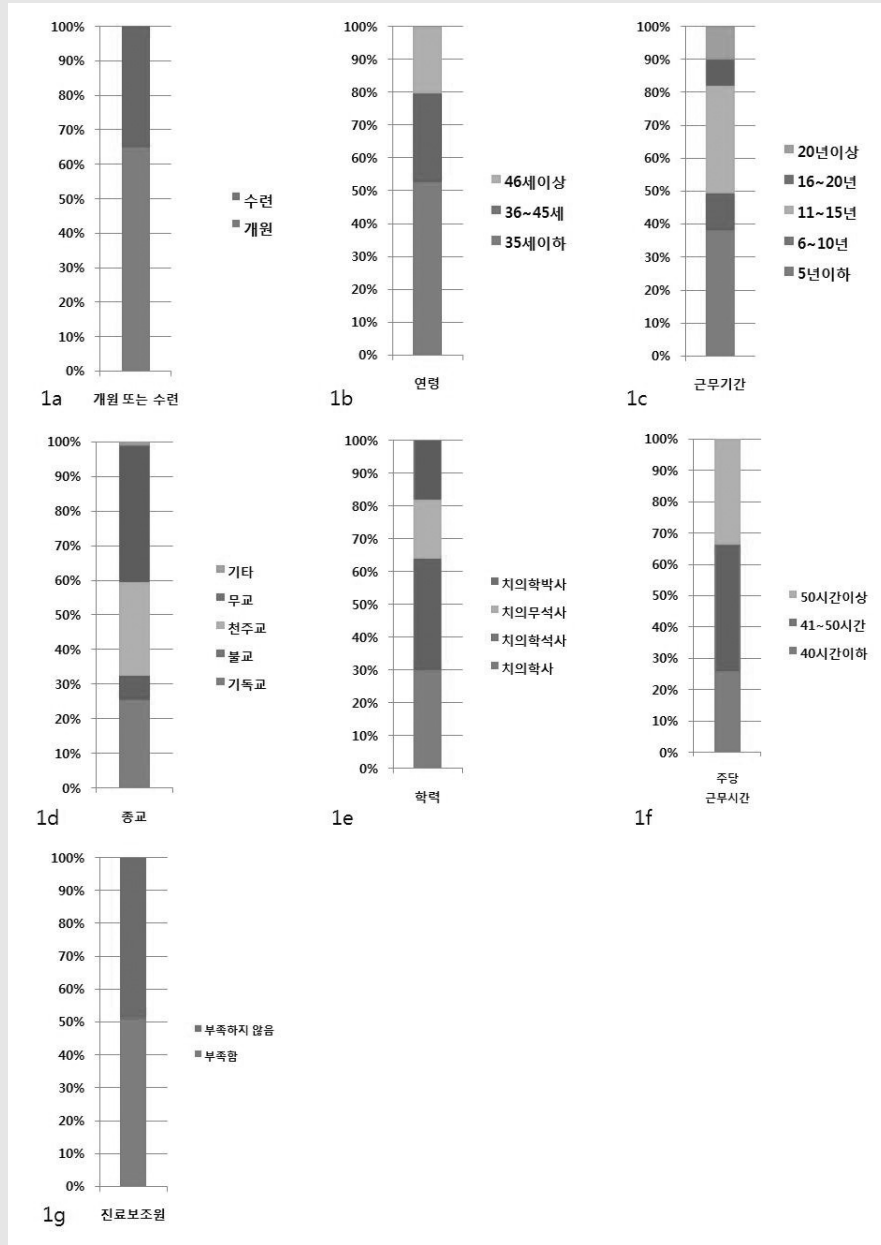 100%
90%
80%
70%
60%
50%
40%
30%
20%
10%
0%
수련
개원
1a
개원 또는 수련
100%
90%
80%
70%
60%
50%
40%
30%
20%
10%
0%
46세이상
36~45세
35세이하
1b
연령
100%
90%
80%
70%
60%
50%
40%
30%
20%
10%
0%
20년이상
16~20년
11~15년
6~10년
5년이하
1c
근무기간
100%
90%
80%
70%
60%
50%
40%
30%
20%
10%
0%
기타
무교
천주교
불교
기독교
1d
종교
100%
90%
80%
70%
60%
50%
40%
30%
20%
10%
0%
치의학박사
치의무석사
치의학석사
치의학사
1e
학력
100%
90%
80%
70%
60%
50%
40%
30%
20%
10%
0%
50시간이상
41~50시간
40시간이하
1f
주당
근무시간
100%
90%
80%
70%
60%
50%
40%
30%
20%
10%
0%
부족하지 않음
부족함
1g
진료보조원